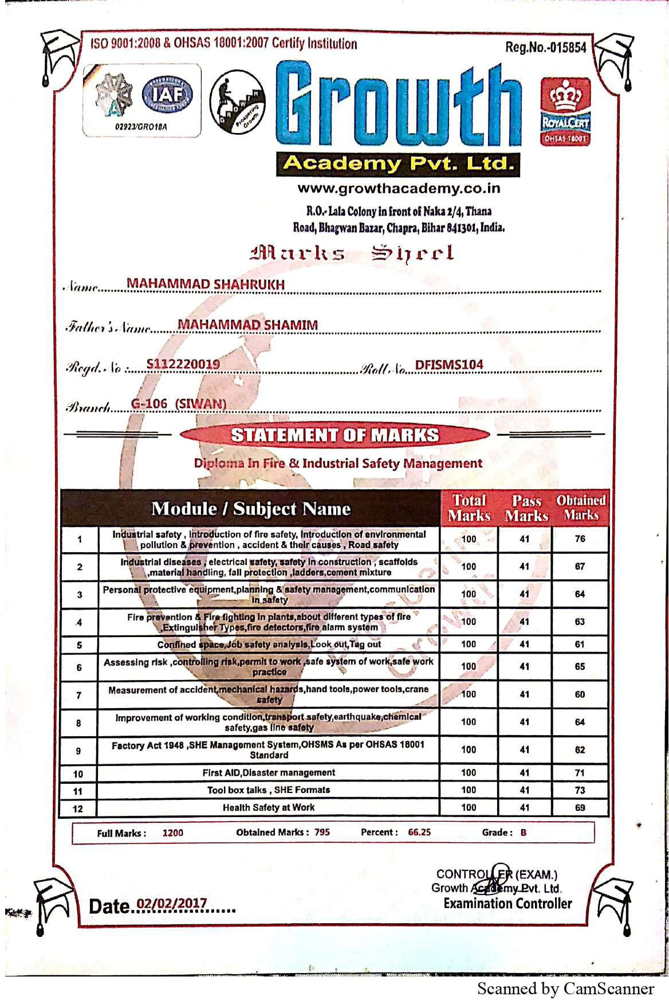 ISO 9001:2008 & OHSAS 18001:2007 Certify Institution
Reg.No.-015854
IAF
02923/GRO18A
GROWTH
Prospering Growth
Growth
ROYALCERT
OHSAS 18001
Academy Pvt. Ltd.
www.growthacademy.co.in
R.O.- Lala Colony in front of Naka 2/4, Thana
Road, Bhagwan Bazar, Chapra, Bihar 841301, India.
Marks Sheet
Name....... MAHAMMAD SHAHRUKH
Father's Name...... MAHAMMAD SHAMIM
Regd. No :..... S112220019 Roll. No... DFISMS104
Branch..... G-106 (SIWAN)
STATEMENT OF MARKS
Diploma In Fire & Industrial Safety Management
Module / Subject Name Total Marks Pass Marks Obtained Marks
1 Industrial safety , Introduction of fire safety, Introduction of environmental pollution & prevention , accident & their causes , Road safety 100 41 76
2 Industrial diseases , electrical safety, safety in construction , scaffolds ,material handling, fall protection ,ladders,cement mixture 100 41 67
3 Personal protective equipment,planning & safety management,communication in safety 100 41 64
4 Fire prevention & Fire fighting in plants,about different types of fire ,Extinguisher Types,fire detectors,fire alarm system 100 41 63
5 Confined space,Job safety analysis,Look out,Tag out 100 41 61
6 Assessing risk ,controlling risk,permit to work ,safe system of work,safe work practice 100 41 65
7 Measurement of accident,mechanical hazards,hand tools,power tools,crane safety 100 41 60
8 Improvement of working condition,transport safety,earthquake,chemical safety,gas line safety 100 41 64
9 Factory Act 1948 ,SHE Management System,OHSMS As per OHSAS 18001 Standard 100 41 62
10 First AID,Disaster management 100 41 71
11 Tool box talks , SHE Formats 100 41 73
12 Health Safety at Work 100 41 69
Full Marks : 1200 Obtained Marks : 795 Percent : 66.25 Grade : B
CONTROLLER (EXAM.)
Growth Academy Pvt. Ltd.
Date. 02/02/2017
Examination Controller
Scanned by CamScanner